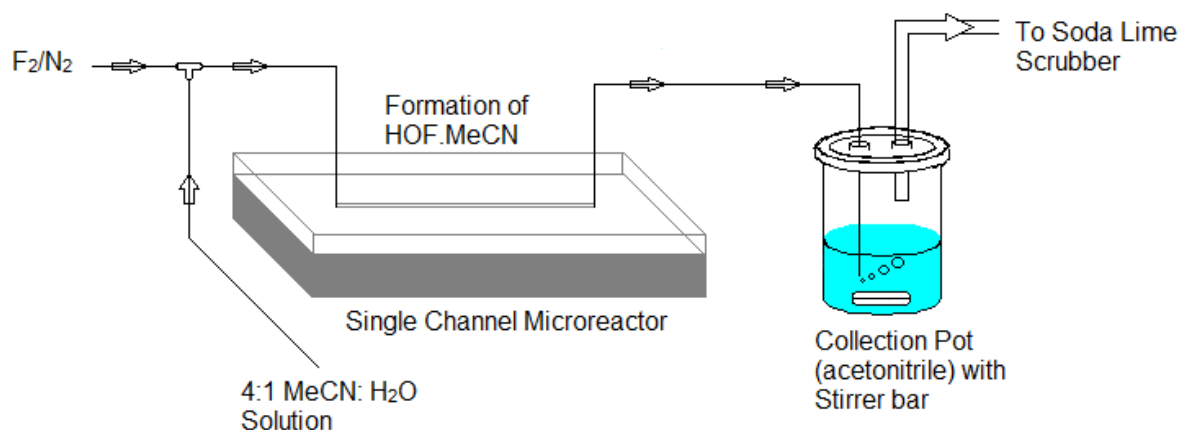 F₂/N₂
Formation of
HOF.MeCN
To Soda Lime
Scrubber
Single Channel Microreactor
4:1 MeCN: H₂O
Solution
Collection Pot
(acetonitrile) with
Stirrer bar